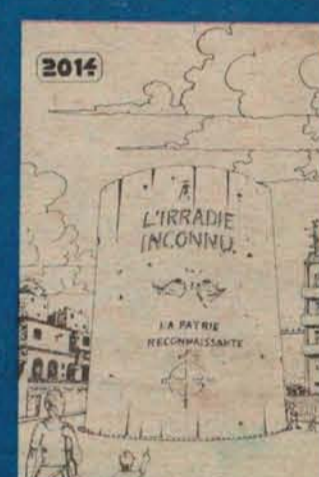 2014
À
L'IRRADIE
INCONNU.
LA PATRIE
RECONNAISSANTE